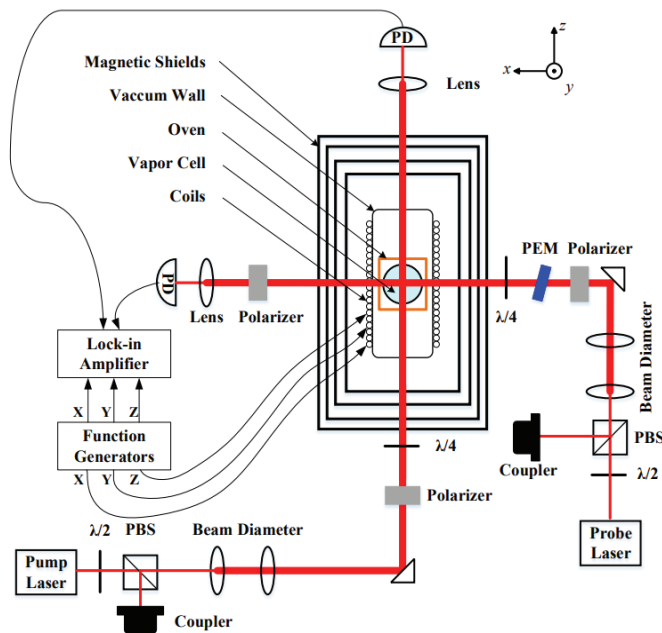 PD
z
x
y
Magnetic Shields
Lens
Vaccum Wall
Oven
Vapor Cell
Coils
PEM
Polarizer
PD
Lens
Polarizer
λ/4
Beam Diameter
Lock-in
Amplifier
X
Y
Z
Function
Generators
X
Y
Z
PBS
Coupler
λ/2
λ/4
Polarizer
Probe
Laser
λ/2
PBS
Beam Diameter
Pump
Laser
Coupler